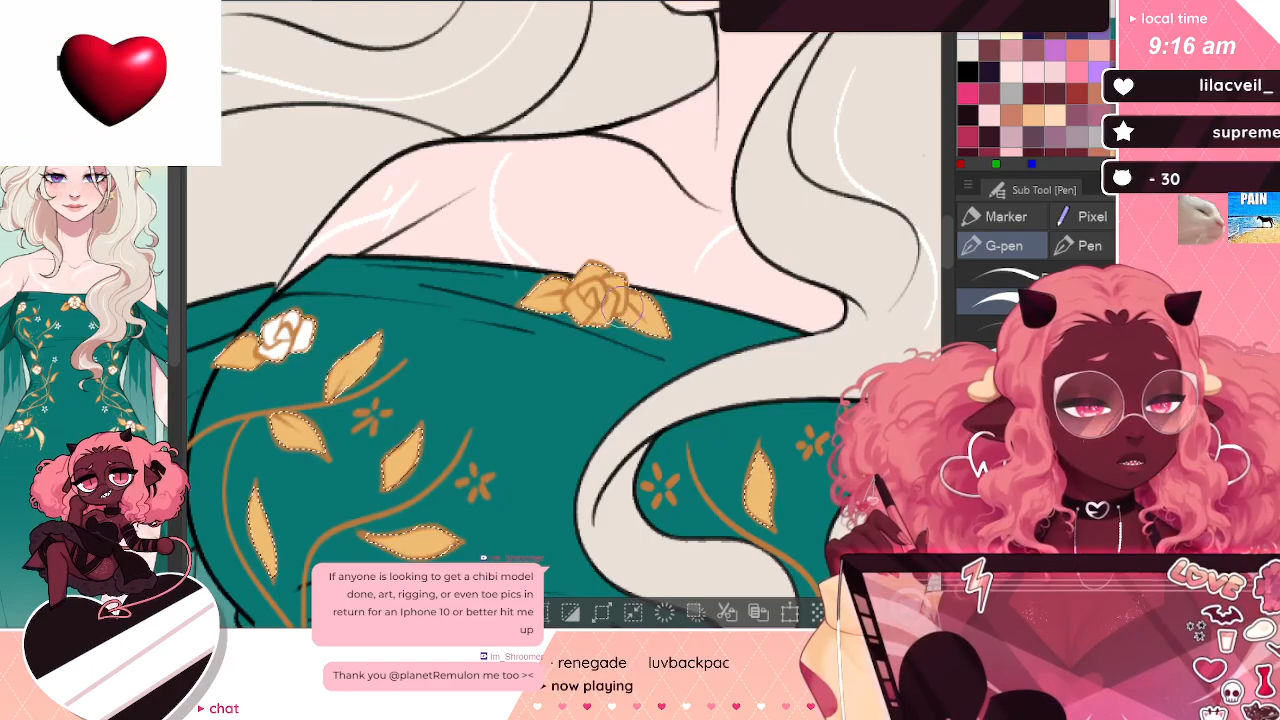 ▸ local time
9:16 am
lilacveil_
supreme
- 30
PAIN
Sub Tool [Pen]
Marker
Pixel
G-pen
Pen
If anyone is looking to get a chibi model
done, art, rigging, or even toe pics in
return for an Iphone 10 or better hit me
up
Im_Shroomer
Thank you @planetRemulon me too ><
▸ chat
· renegade luvbackpac
▸ now playing
LOVE